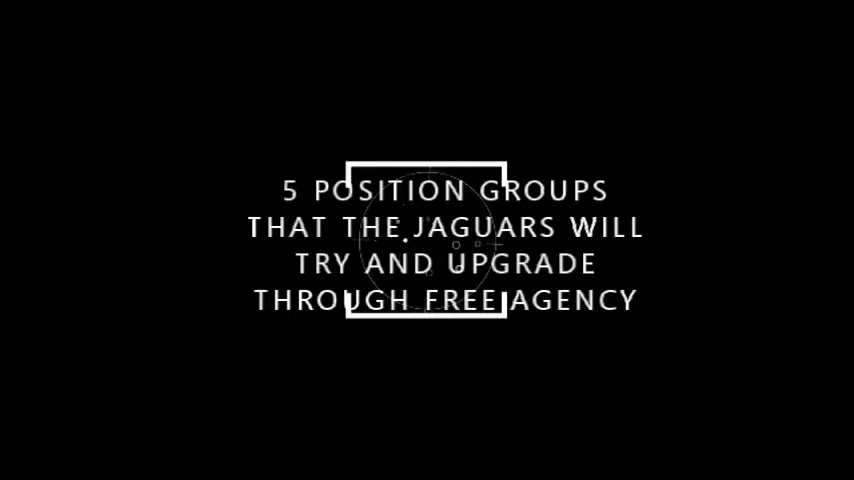 5 POSITION GROUPS
THAT THE JAGUARS WILL
TRY AND UPGRADE
THROUGH FREE AGENCY